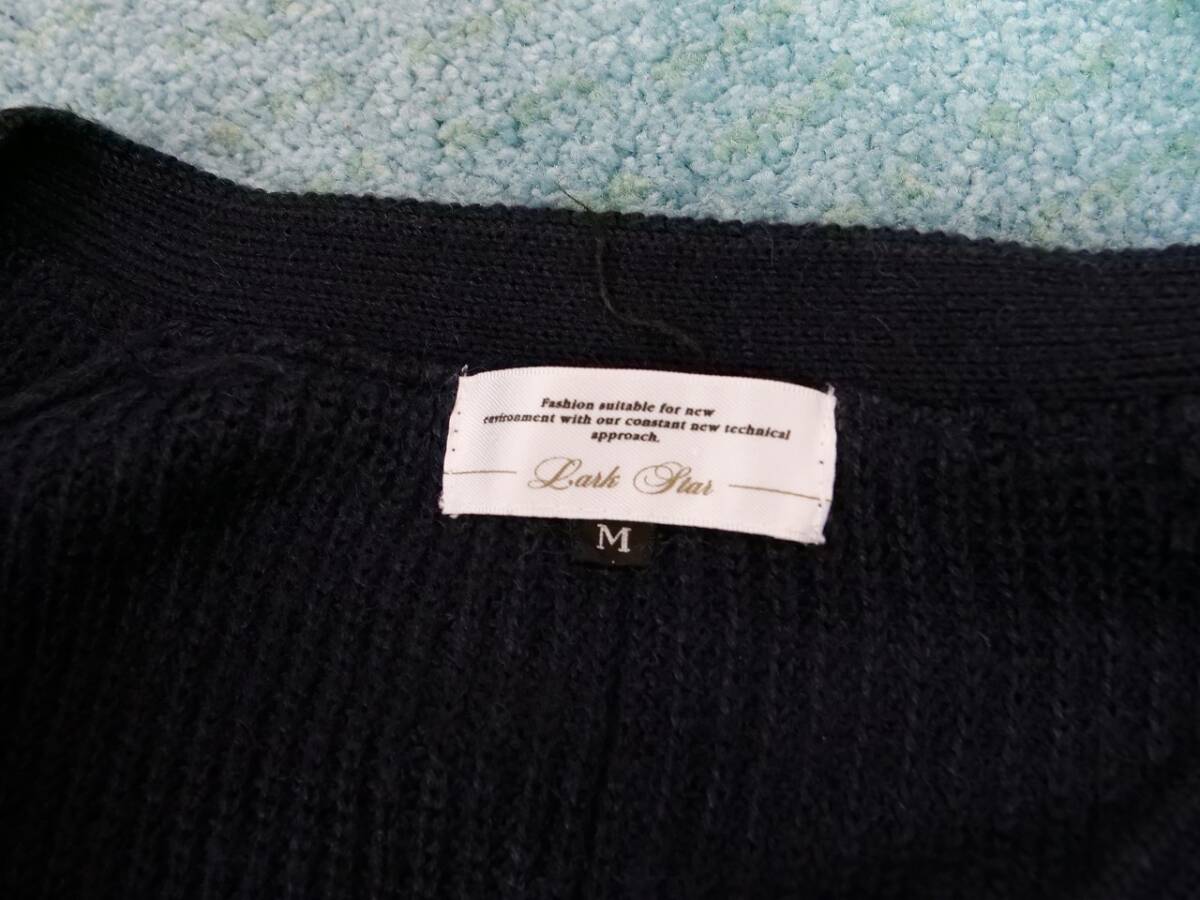 Fashion suitable for new
environment with our constant new technical
approach.
Lark Star
M